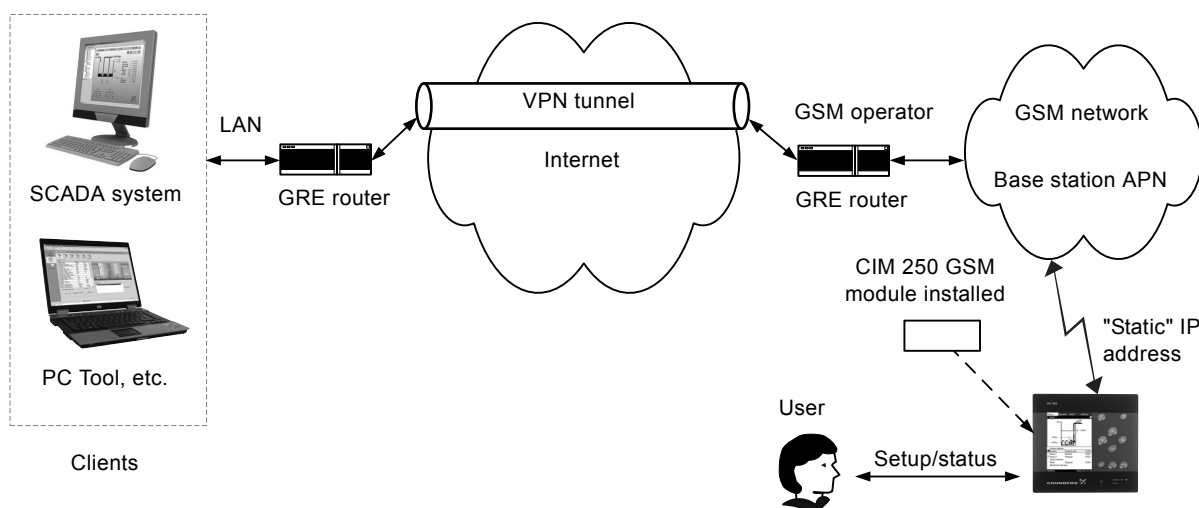 SCADA system
PC Tool, etc.
Clients
LAN
GRE router
VPN tunnel
Internet
GSM operator
GRE router
GSM network
Base station APN
CIM 250 GSM
module installed
"Static" IP
address
User
Setup/status
GRUNDFOS